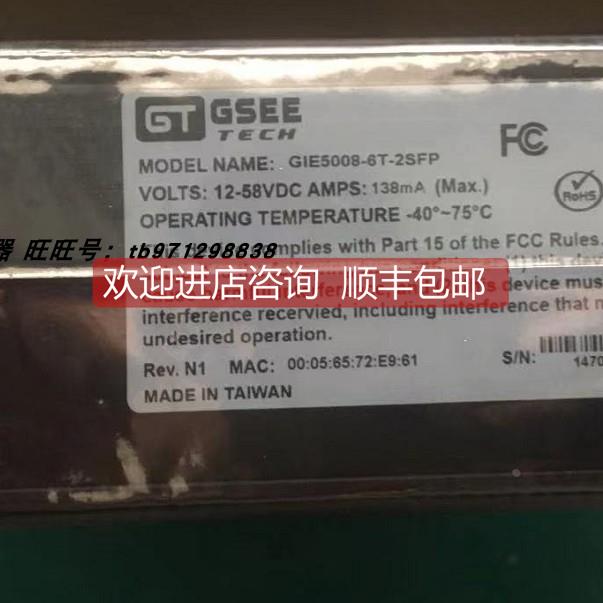 GT GSEE
TECH
FC
MODEL NAME: GIE5008-6T-2SFP
VOLTS: 12-58VDC AMPS: 138mA (Max.)
RoHS
OPERATING TEMPERATURE -40°~75°C
mplies with Part 15 of the FCC Rules.
器 旺旺号：tb971298838
this dev
欢迎进店咨询 顺丰包邮
device mus
interference recervied, including interference that m
undesired operation.
Rev. N1 MAC: 00:05:65:72:E9:61
S/N:
1470
MADE IN TAIWAN